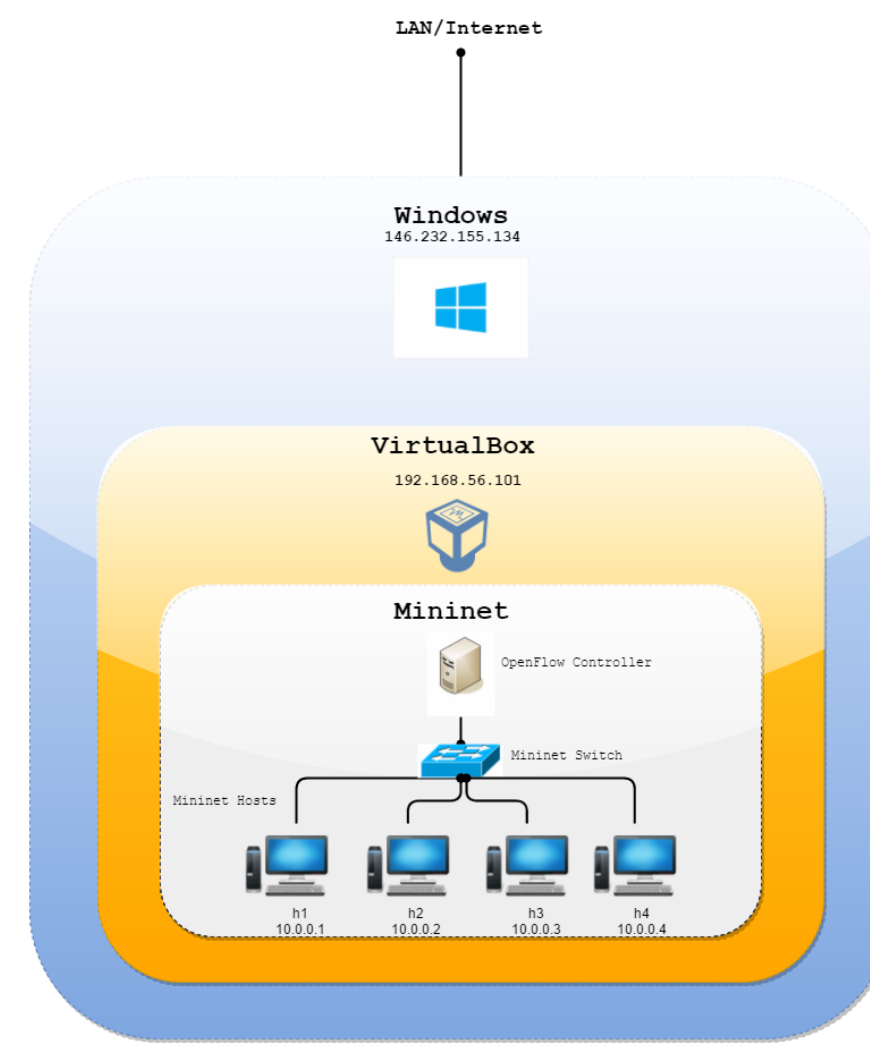 LAN/Internet
Windows
146.232.155.134
VirtualBox
192.168.56.101
Mininet
OpenFlow Controller
Mininet Switch
Mininet Hosts
h1
10.0.0.1
h2
10.0.0.2
h3
10.0.0.3
h4
10.0.0.4